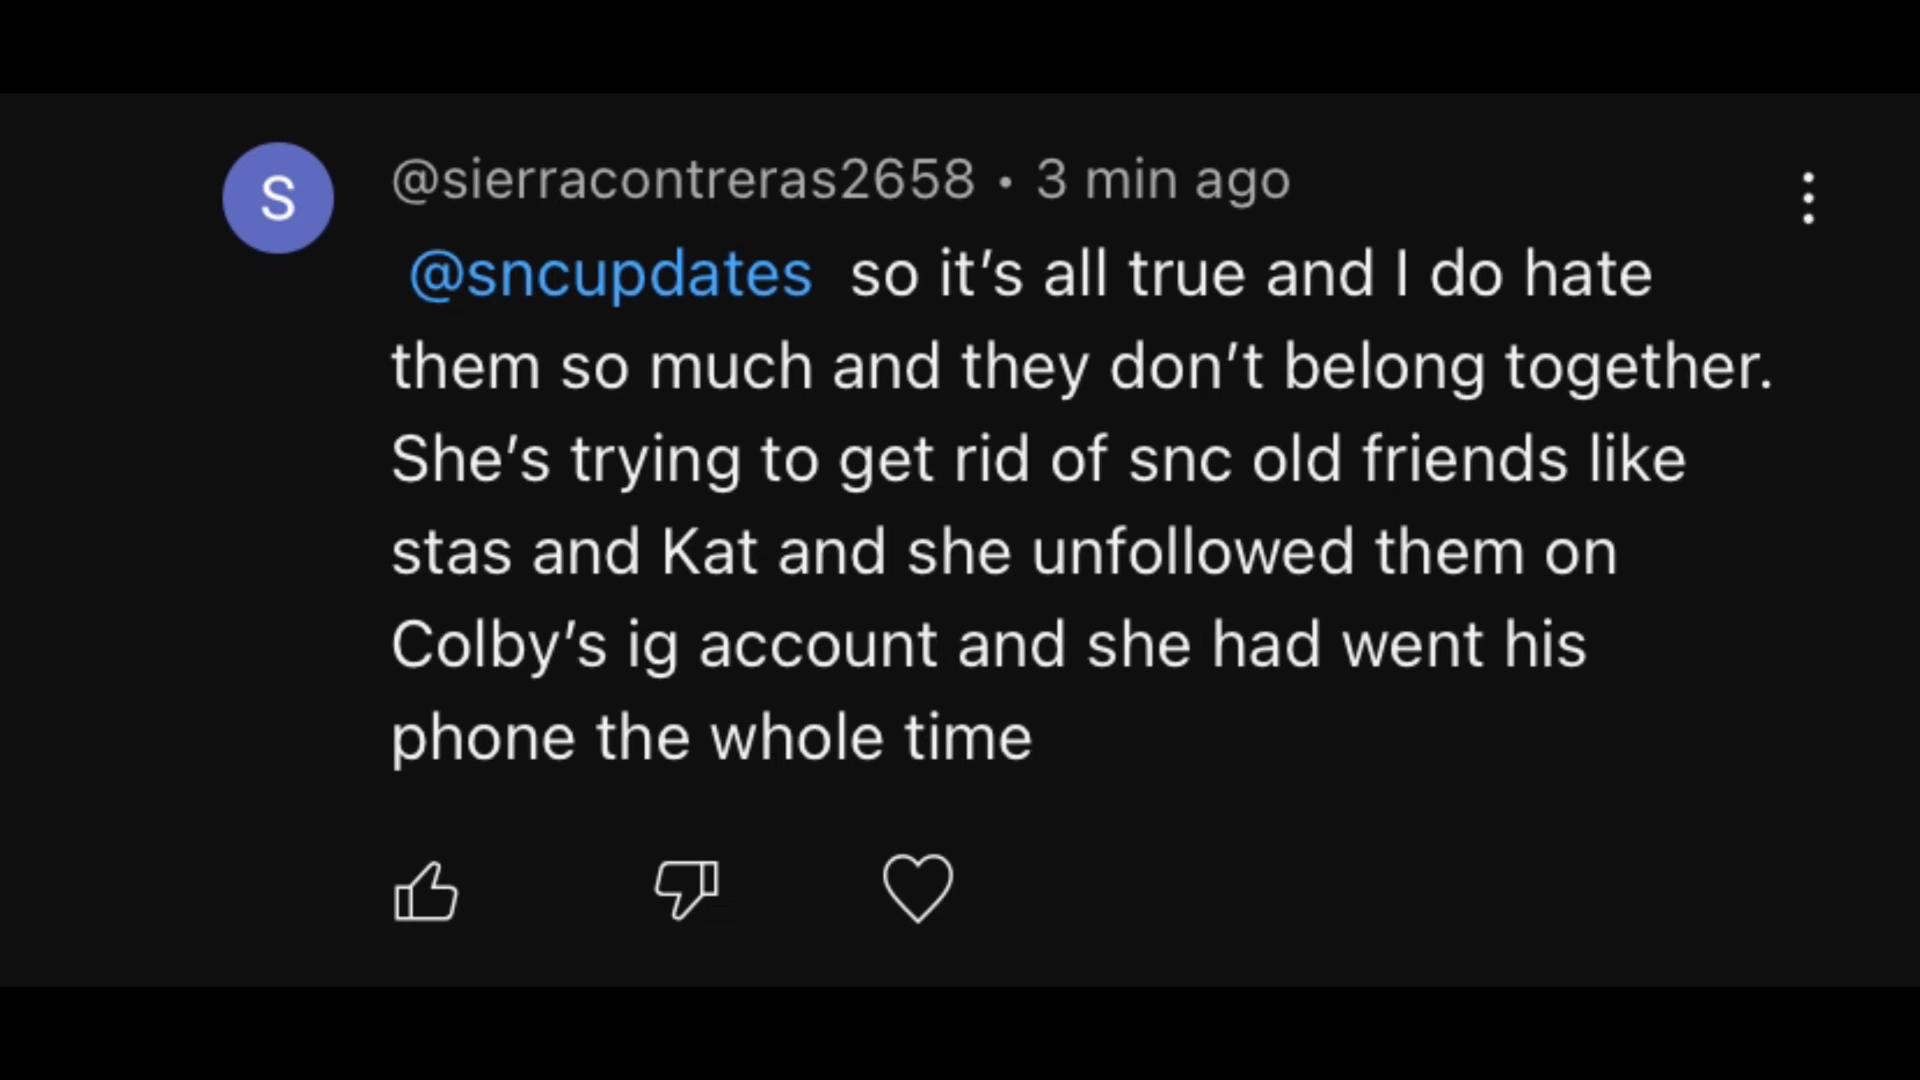 S
@sierracontreras2658 • 3 min ago
@sncupdates so it’s all true and I do hate
them so much and they don’t belong together.
She’s trying to get rid of snc old friends like
stas and Kat and she unfollowed them on
Colby’s ig account and she had went his
phone the whole time